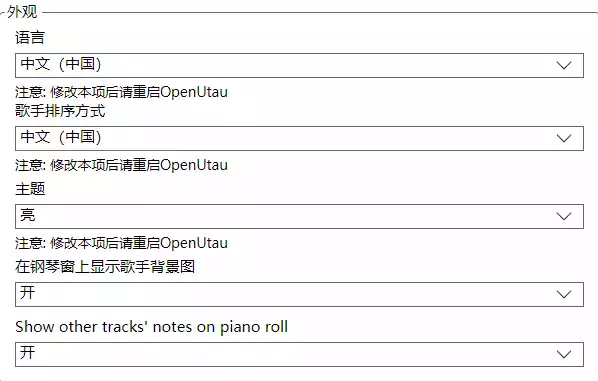 外观
语言
中文（中国）
注意: 修改本项后请重启OpenUtau
歌手排序方式
中文（中国）
注意: 修改本项后请重启OpenUtau
主题
亮
注意: 修改本项后请重启OpenUtau
在钢琴窗上显示歌手背景图
开
Show other tracks' notes on piano roll
开